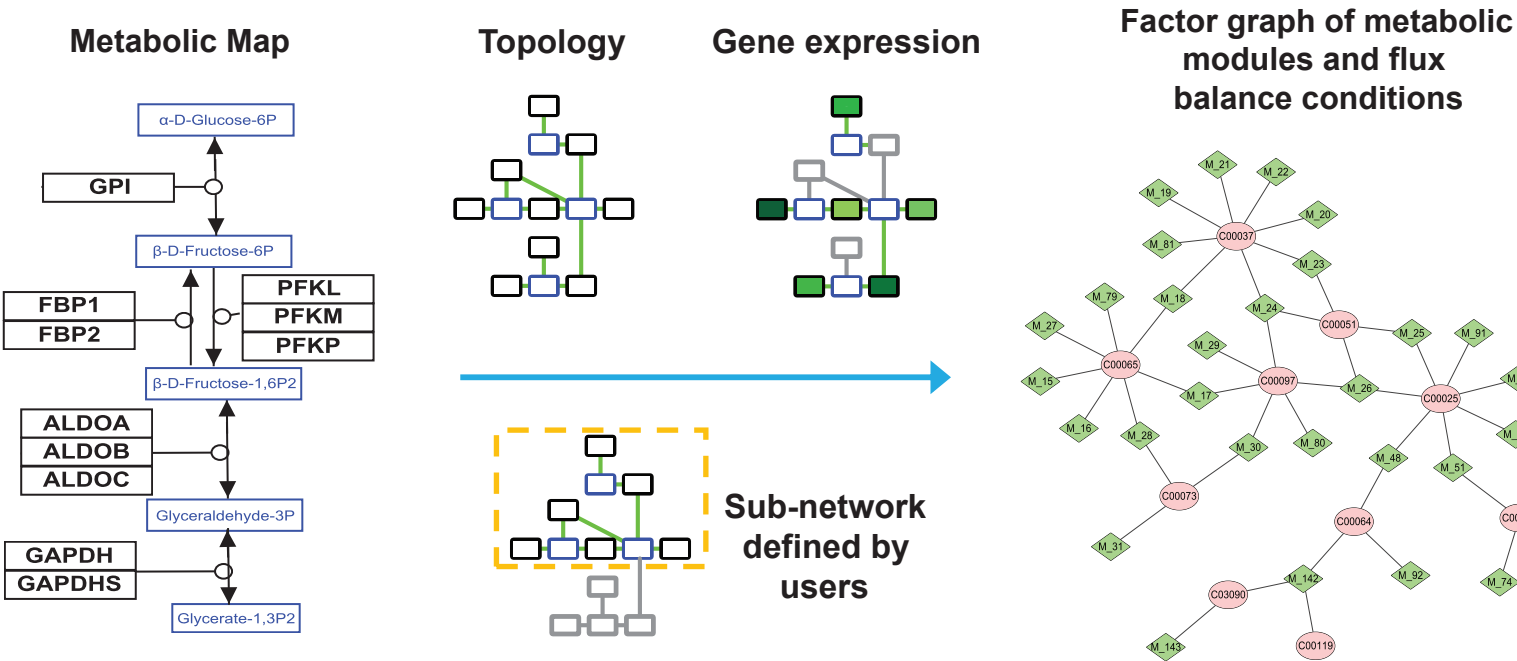 Metabolic Map
α-D-Glucose-6P
GPI
β-D-Fructose-6P
FBP1
FBP2
PFKL
PFKM
PFKP
β-D-Fructose-1,6P2
ALDOA
ALDOB
ALDOC
Glyceraldehyde-3P
GAPDH
GAPDHS
Glycerate-1,3P2
Topology
Gene expression
Sub-network
defined by
users
Factor graph of metabolic
modules and flux
balance conditions
M_21
M_22
M_19
M_20
C00037
M_81
M_23
M_79
M_18
M_24
M_27
C00051
M_25
M_91
M_29
C00065
M_15
C00097
M_17
M_26
C00025
M_16
M_28
M_30
M_80
M_48
M_51
C00073
C00064
M_31
M_142
M_92
M_74
C03090
M_143
C00119